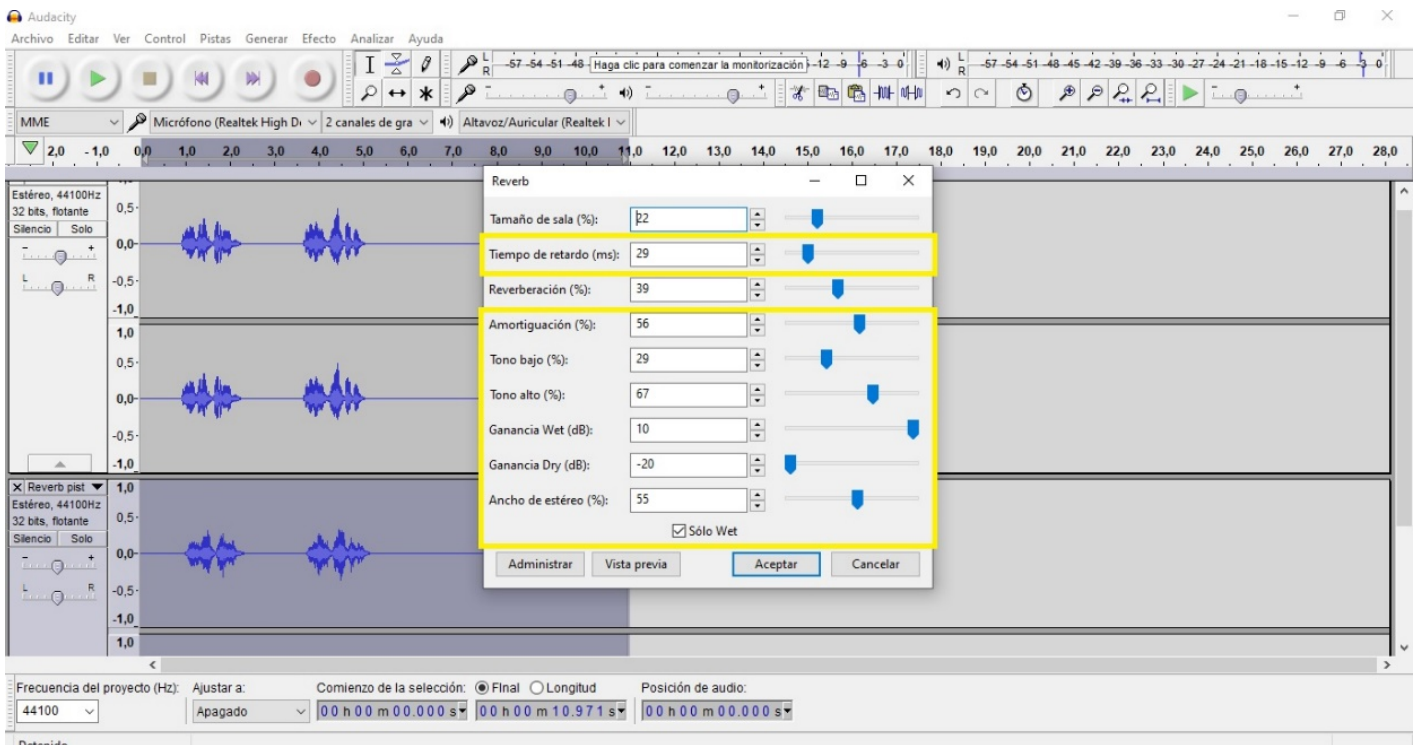 Audacity
Archivo Editar Ver Control Pistas Generar Efecto Analizar Ayuda
L R -57 -54 -51 -48 Haga clic para comenzar la monitorización -12 -9 -6 -3 0
L R -57 -54 -51 -48 -45 -42 -39 -36 -33 -30 -27 -24 -21 -18 -15 -12 -9 -6 -3 0
MME Micrófono (Realtek High De 2 canales de gra Altavoz/Auricular (Realtek
2,0 -1,0 0,0 1,0 2,0 3,0 4,0 5,0 6,0 7,0 8,0 9,0 10,0 11,0 12,0 13,0 14,0 15,0 16,0 17,0 18,0 19,0 20,0 21,0 22,0 23,0 24,0 25,0 26,0 27,0 28,0
Estéreo, 44100Hz
32 bits, flotante
Silencio Solo
- +
L R
0,5
0,0
-0,5
-1,0
1,0
0,5
0,0
-0,5
-1,0
Reverb pist
Estéreo, 44100Hz
32 bits, flotante
Silencio Solo
- +
L R
1,0
0,5
0,0
-0,5
-1,0
1,0
Reverb
Tamaño de sala (%): 22
Tiempo de retardo (ms): 29
Reverberación (%): 39
Amortiguación (%): 56
Tono bajo (%): 29
Tono alto (%): 67
Ganancia Wet (dB): 10
Ganancia Dry (dB): -20
Ancho de estéreo (%): 55
Sólo Wet
Administrar Vista previa Aceptar Cancelar
Frecuencia del proyecto (Hz): Ajustar a: Comienzo de la selección: FInal Longitud Posición de audio:
44100 Apagado 00 h 00 m 00.000 s 00 h 00 m 10.971 s 00 h 00 m 00.000 s